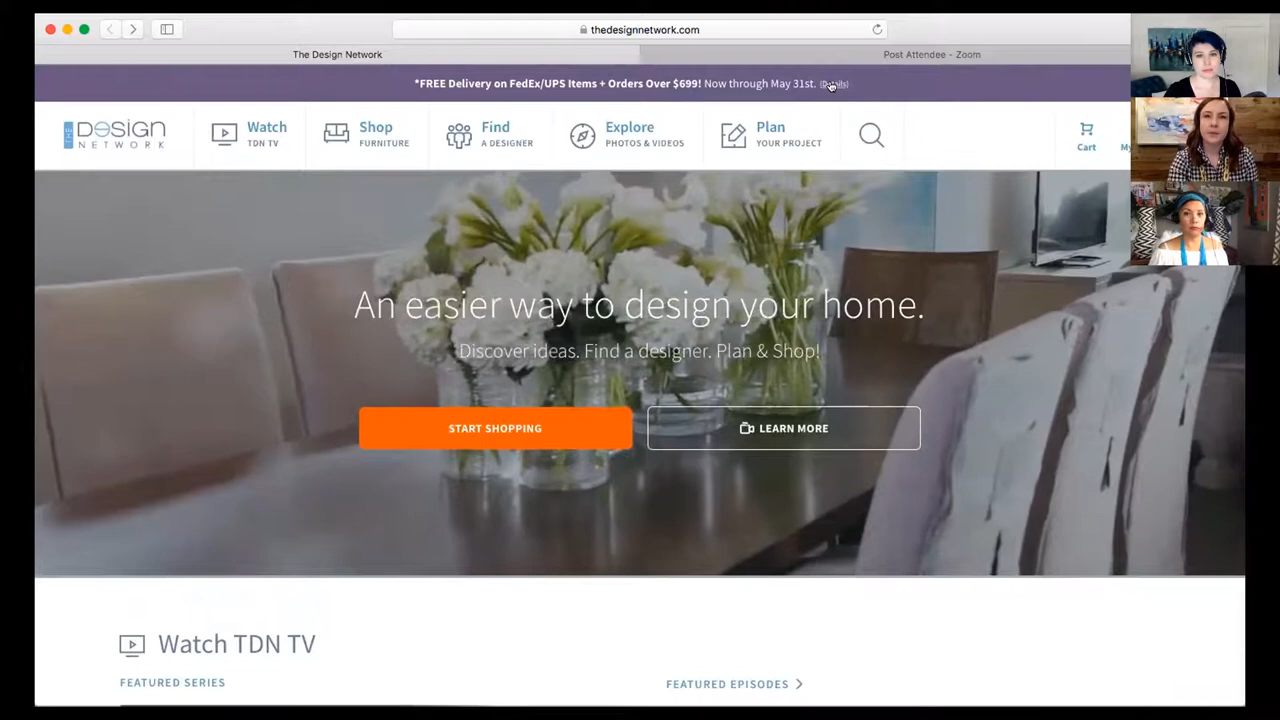 thedesignnetwork.com
The Design Network
Post Attendee - Zoom
*FREE Delivery on FedEx/UPS Items + Orders Over $699! Now through May 31st. (Details)
THE DESIGN
NETWORK
Watch
TDN TV
Shop
FURNITURE
Find
A DESIGNER
Explore
PHOTOS & VIDEOS
Plan
YOUR PROJECT
Cart
An easier way to design your home.
Discover ideas. Find a designer. Plan & Shop!
START SHOPPING
LEARN MORE
Watch TDN TV
FEATURED SERIES
FEATURED EPISODES